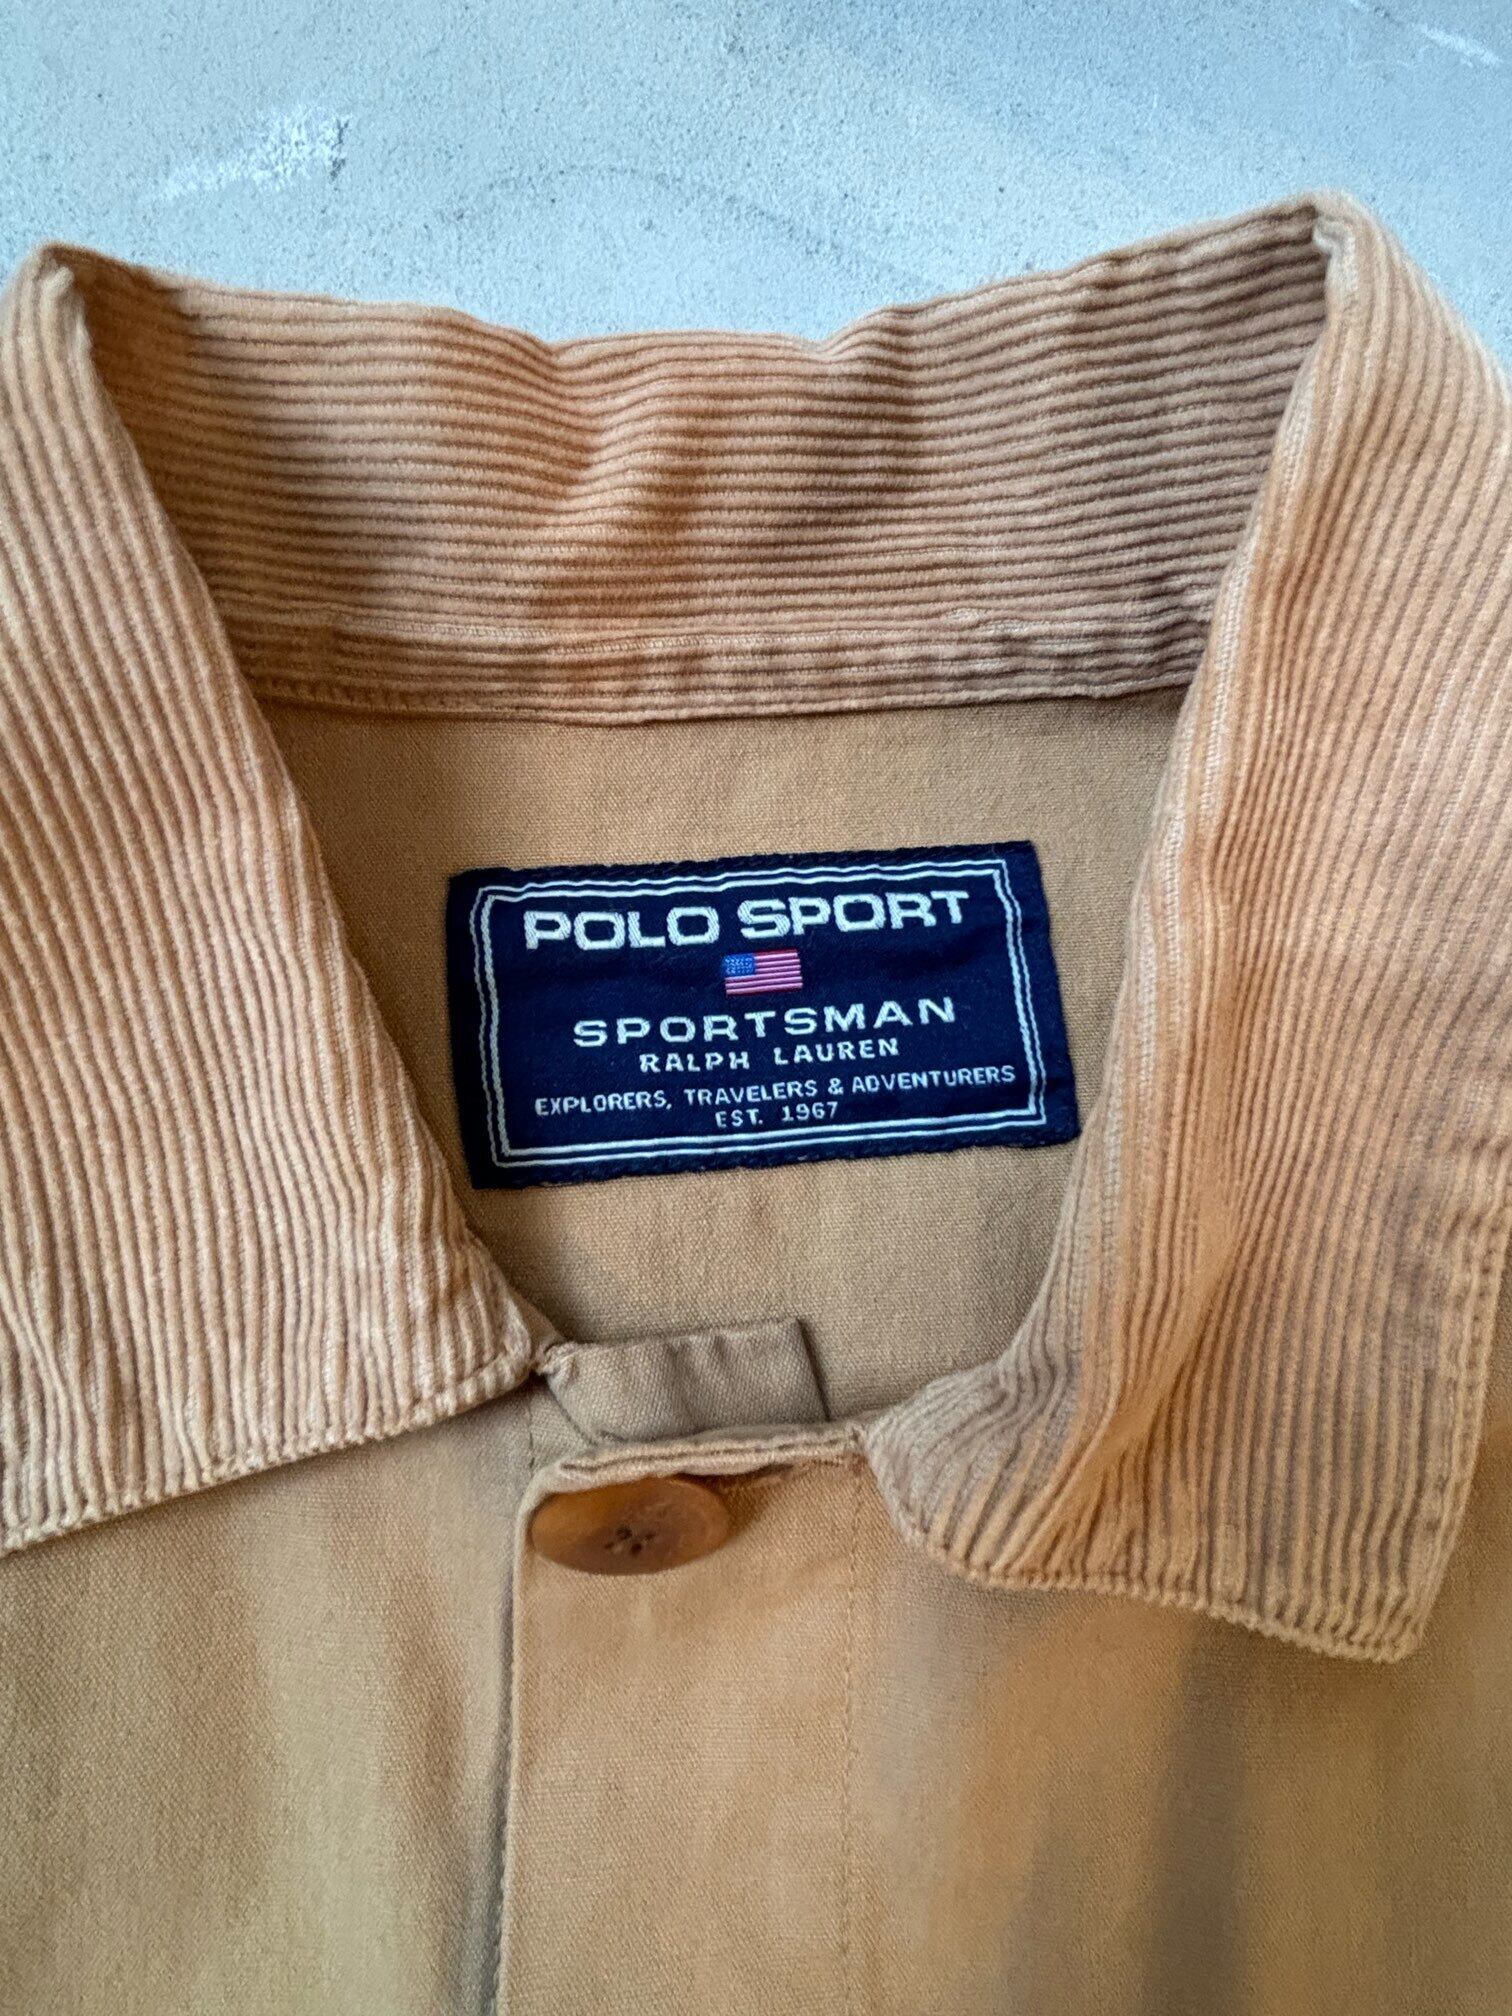 POLO SPORT
SPORTSMAN
RALPH LAUREN
EXPLORERS, TRAVELERS & ADVENTURERS
EST. 1967